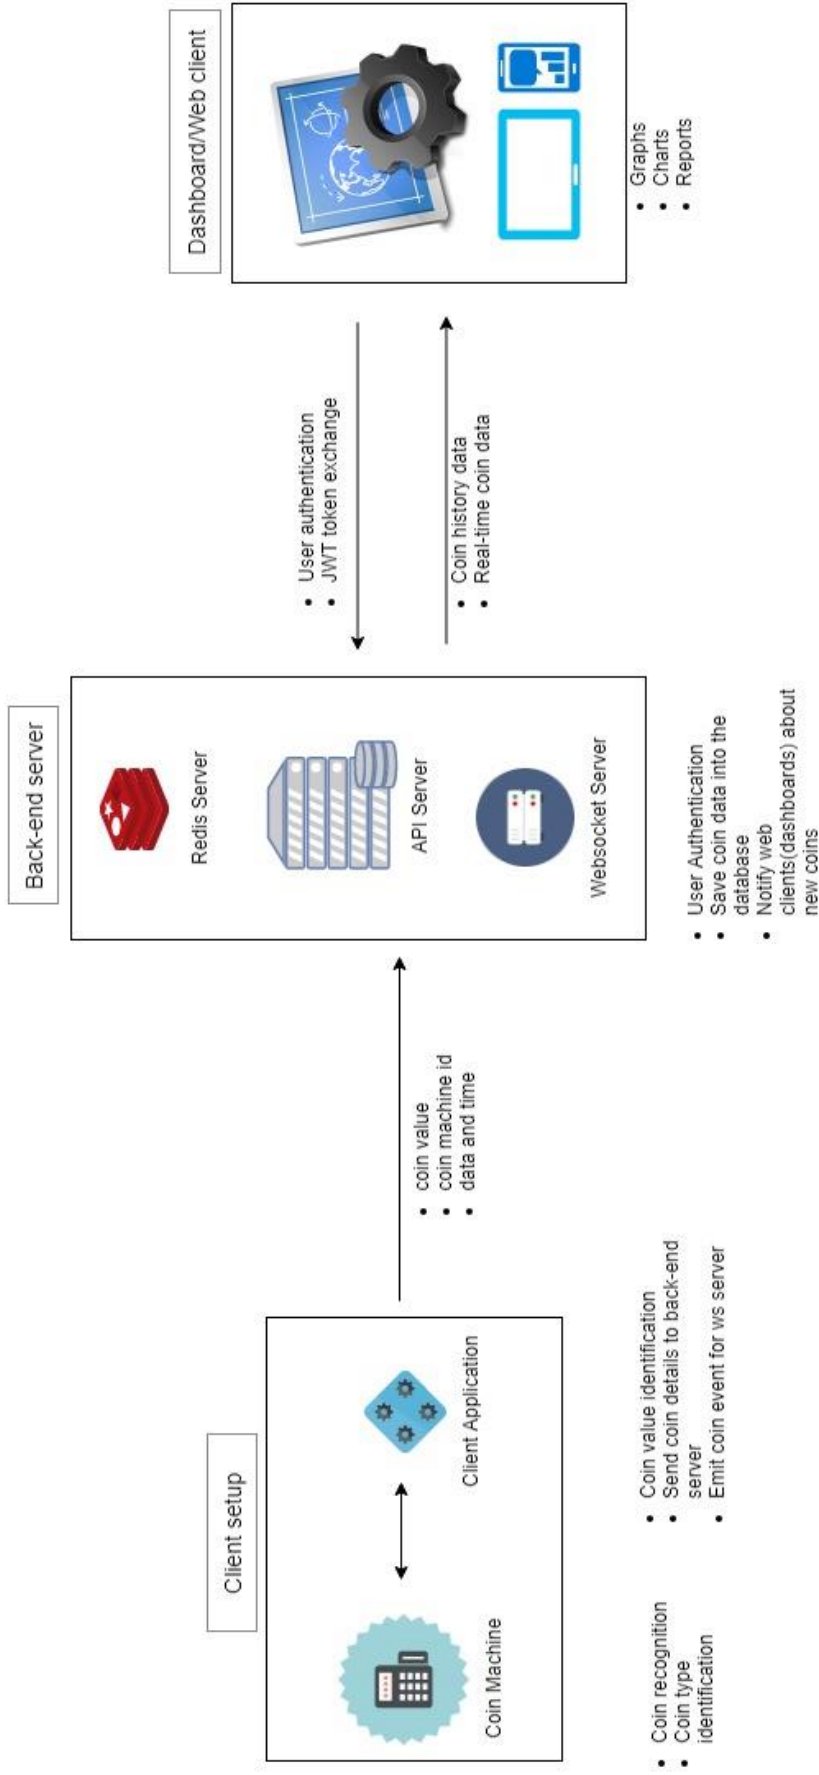 Client setup
Coin Machine
Client Application
• Coin recognition
• Coin type
identification
• Coin value identification
• Send coin details to back-end
server
• Emit coin event for ws server
• coin value
• coin machine id
• data and time
Back-end server
Redis Server
API Server
Websocket Server
• User Authentication
• Save coin data into the
database
• Notify web
clients(dashboards) about
new coins
• User authentication
• JWT token exchange
• Coin history data
• Real-time coin data
Dashboard/Web client
• Graphs
• Charts
• Reports